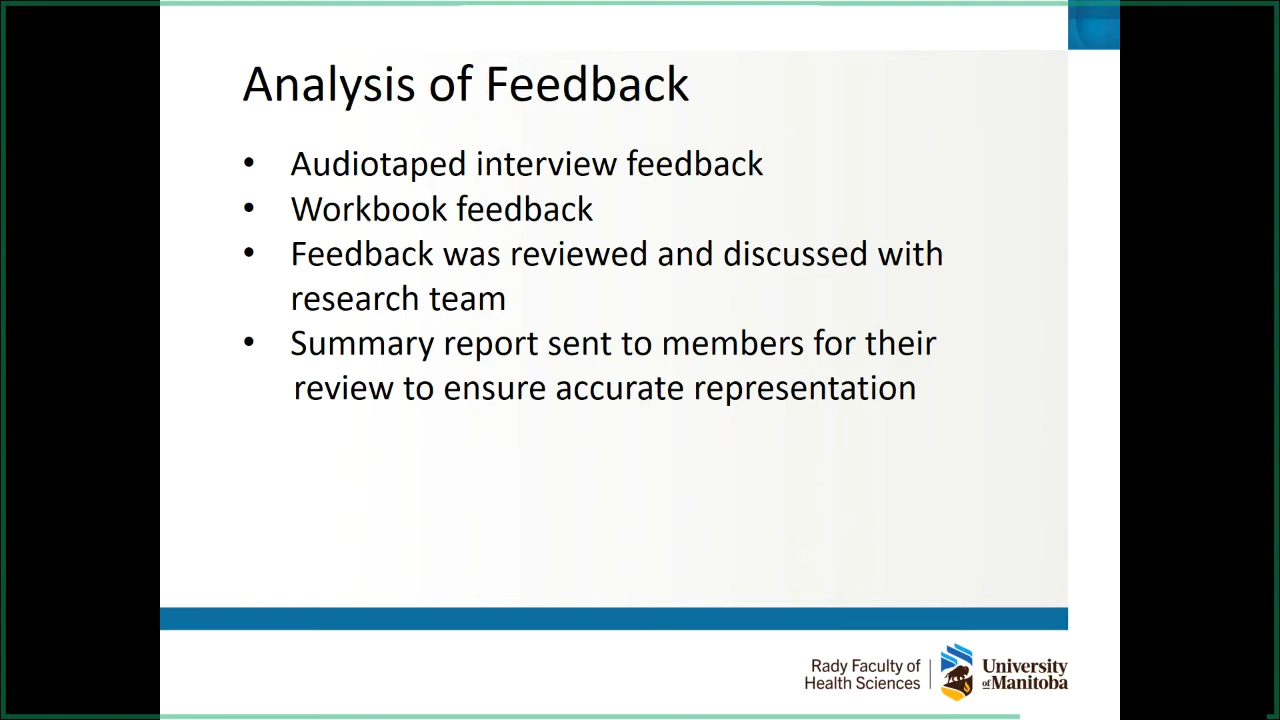 Analysis of Feedback
• Audiotaped interview feedback
• Workbook feedback
• Feedback was reviewed and discussed with
research team
• Summary report sent to members for their
review to ensure accurate representation
Rady Faculty of
Health Sciences
University
of Manitoba